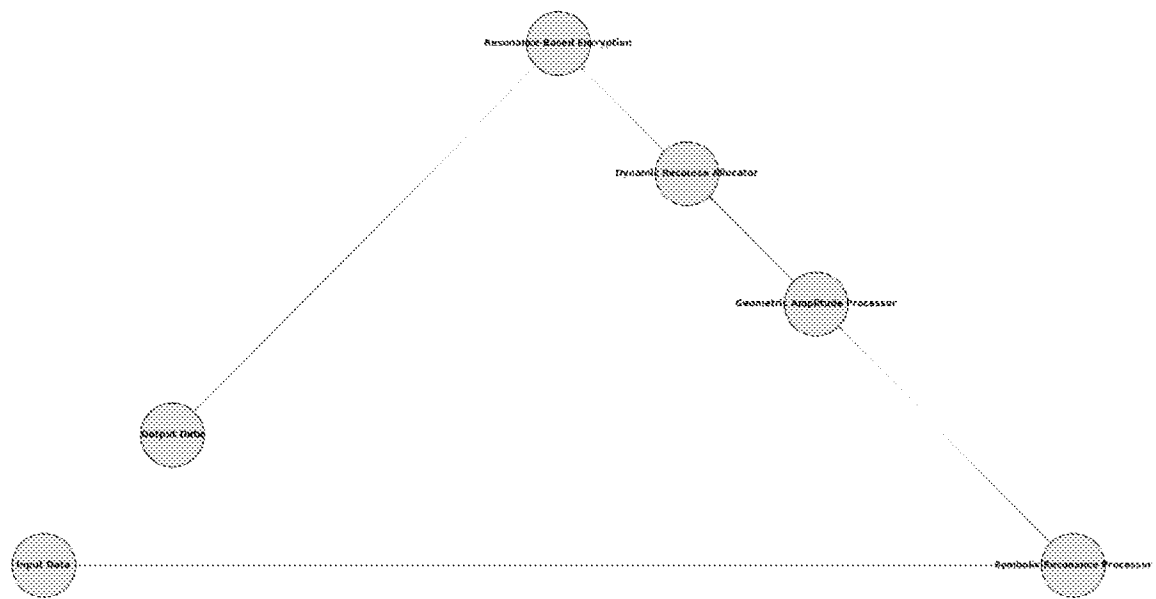 Resonance-Based Encryption
Dynamic Resource Allocator
Geometric Amplitude Processor
Output Data
Input Data
Symbolic Resonance Processor